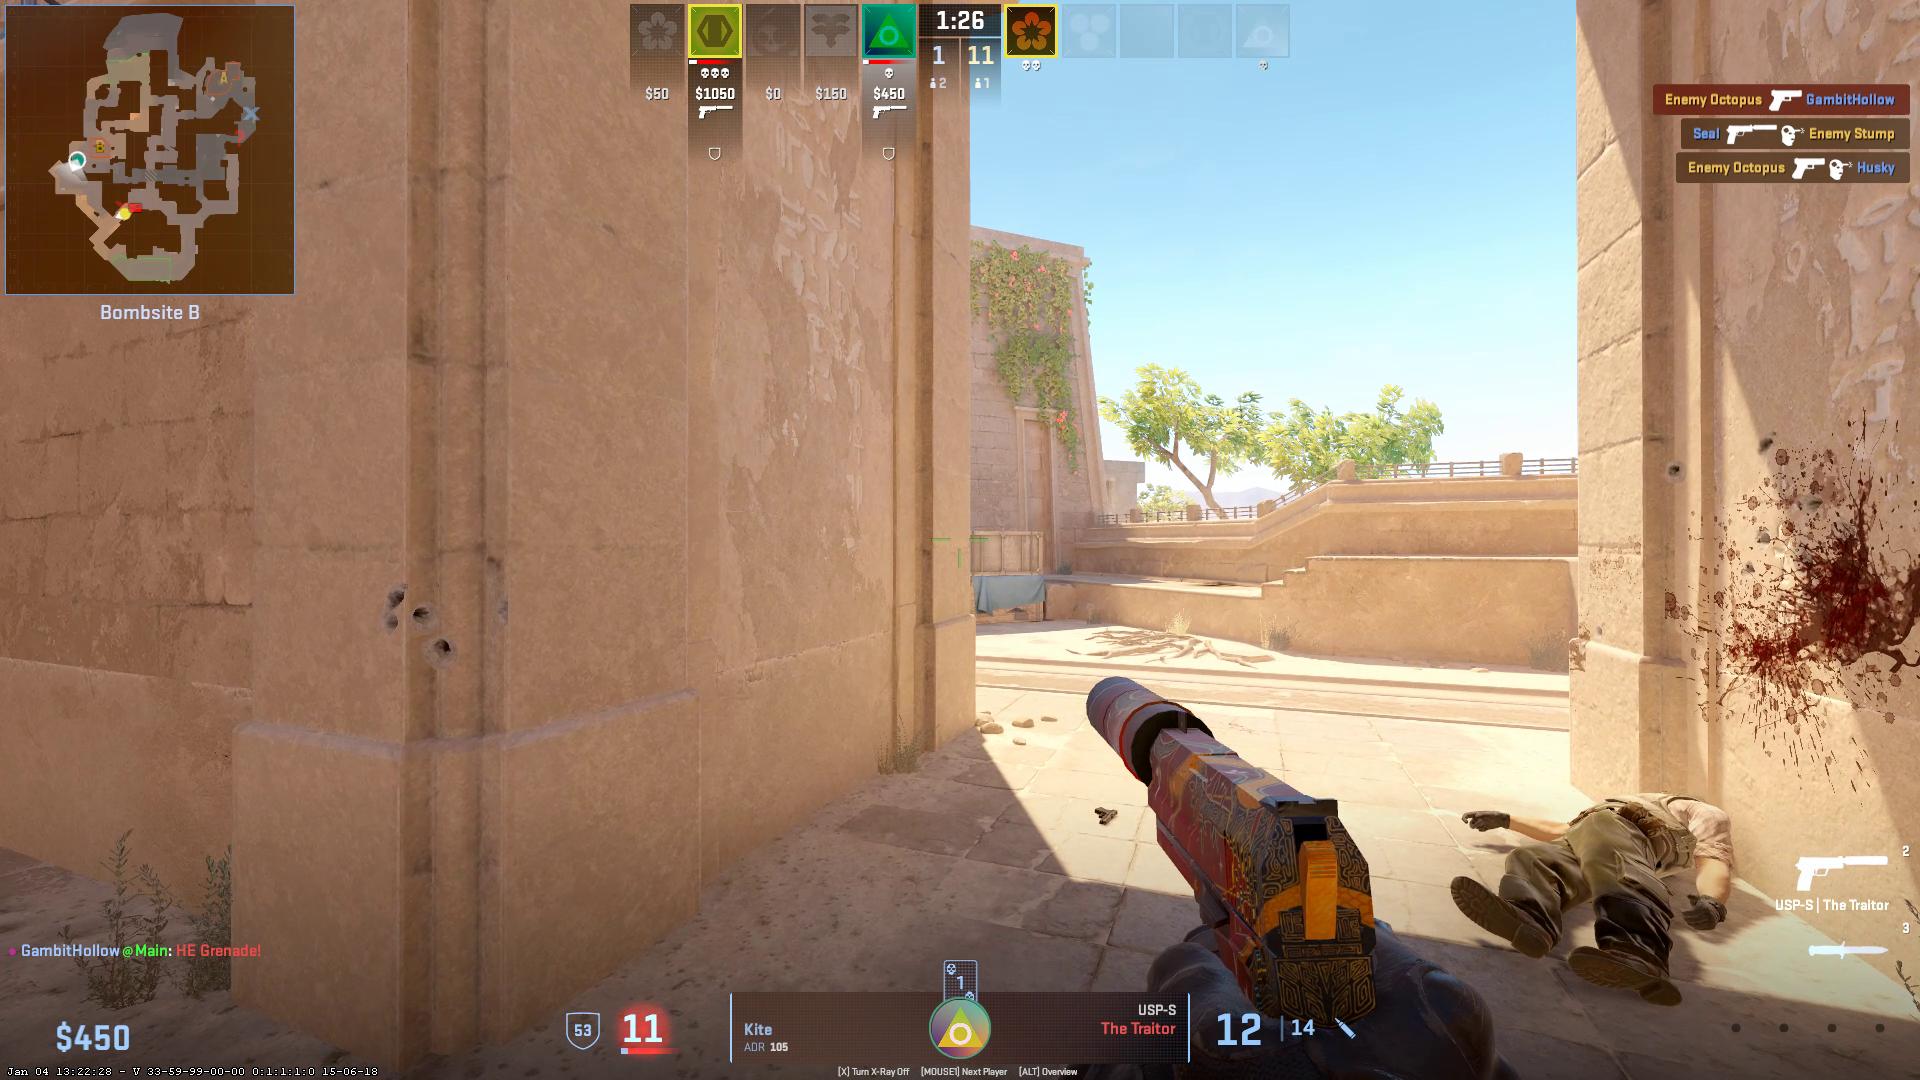 1:26
1 11
2 1
$50 $1050 $0 $150 $450
A
B
Bombsite B
Enemy Octopus GambitHollow
Seal Enemy Stump
Enemy Octopus Husky
GambitHollow @Main: HE Grenade!
$450
53 11
1
Kite
ADR 105
USP-S
The Traitor
12 14
2
USP-S | The Traitor
3
[X] Turn X-Ray Off [MOUSE1] Next Player [ALT] Overview
Jan 04 13:22:28 - V 33-59-99-00-00 0:1:1:1:0 15-06-18